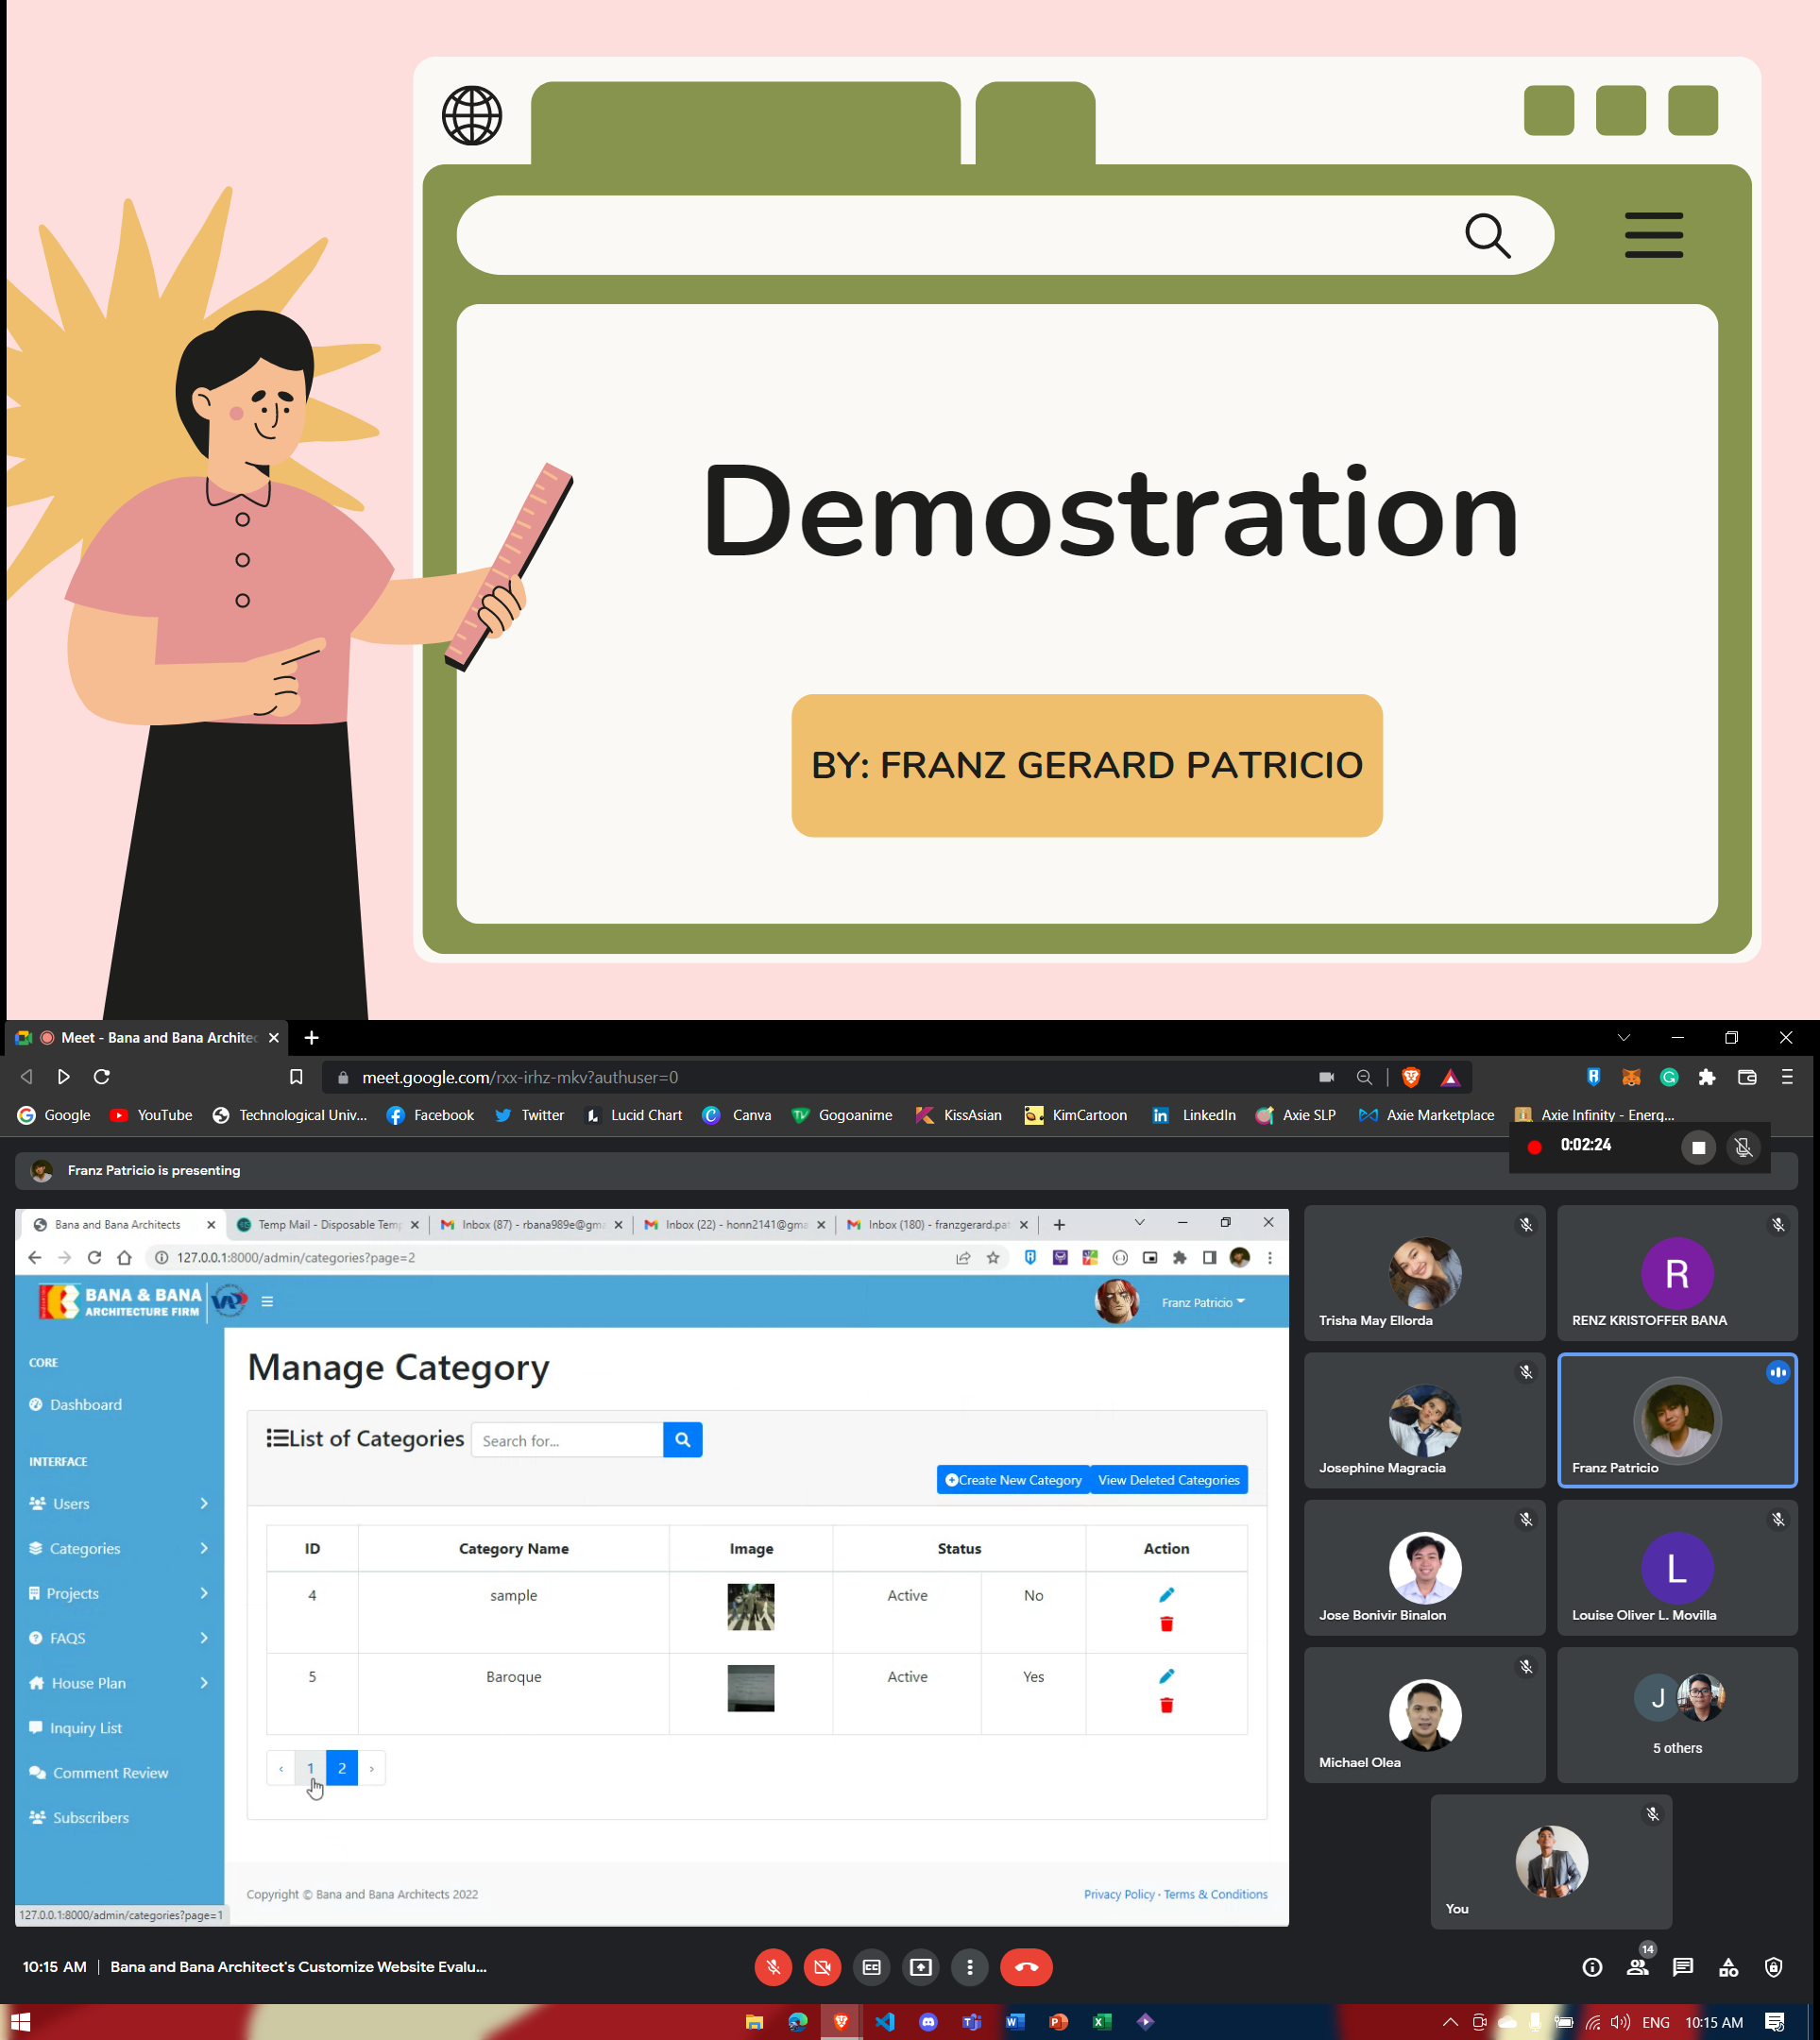 Demostration
BY: FRANZ GERARD PATRICIO
Meet - Bana and Bana Architec
meet.google.com/rxx-irhz-mkv?authuser=0
Google YouTube Technological Univ... Facebook Twitter Lucid Chart Canva Gogoanime KissAsian KimCartoon LinkedIn Axie SLP Axie Marketplace Axie Infinity - Energ...
Franz Patricio is presenting
0:02:24
Bana and Bana Architects Temp Mail - Disposable Temp Inbox (87) - rbana989e@gma Inbox (22) - honn2141@gma Inbox (180) - franzgerard.pat
127.0.0.1:8000/admin/categories?page=2
BANA & BANA
ARCHITECTURE FIRM
Franz Patricio
CORE
Dashboard
INTERFACE
Users
Categories
Projects
FAQS
House Plan
Inquiry List
Comment Review
Subscribers
Manage Category
List of Categories Search for...
Create New Category View Deleted Categories
ID Category Name Image Status Action
4 sample Active No
5 Baroque Active Yes
‹ 1 2 ›
Copyright © Bana and Bana Architects 2022
Privacy Policy · Terms & Conditions
127.0.0.1:8000/admin/categories?page=1
Trisha May Ellorda
R
RENZ KRISTOFFER BANA
Josephine Magracia
Franz Patricio
Jose Bonivir Binalon
L
Louise Oliver L. Movilla
Michael Olea
J
5 others
You
10:15 AM | Bana and Bana Architect's Customize Website Evalu...
14
ENG 10:15 AM